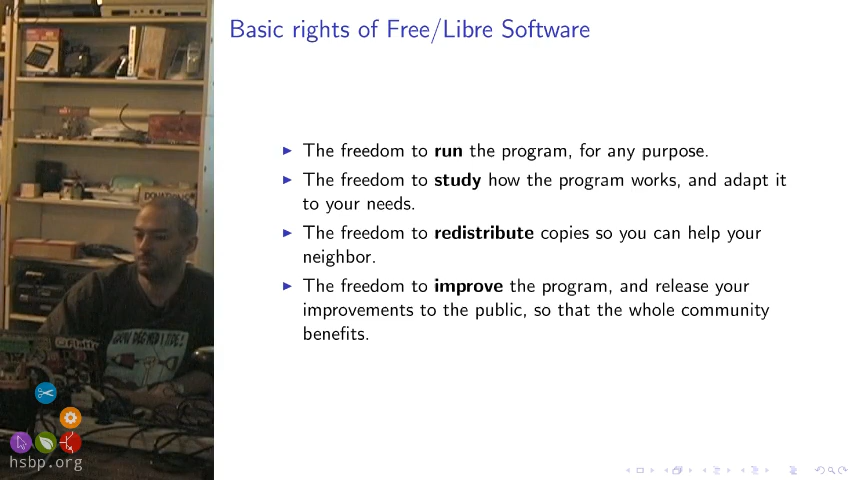 Basic rights of Free/Libre Software
The freedom to run the program, for any purpose.
The freedom to study how the program works, and adapt it
to your needs.
The freedom to redistribute copies so you can help your
neighbor.
The freedom to improve the program, and release your
improvements to the public, so that the whole community
benefits.
hsbp.org